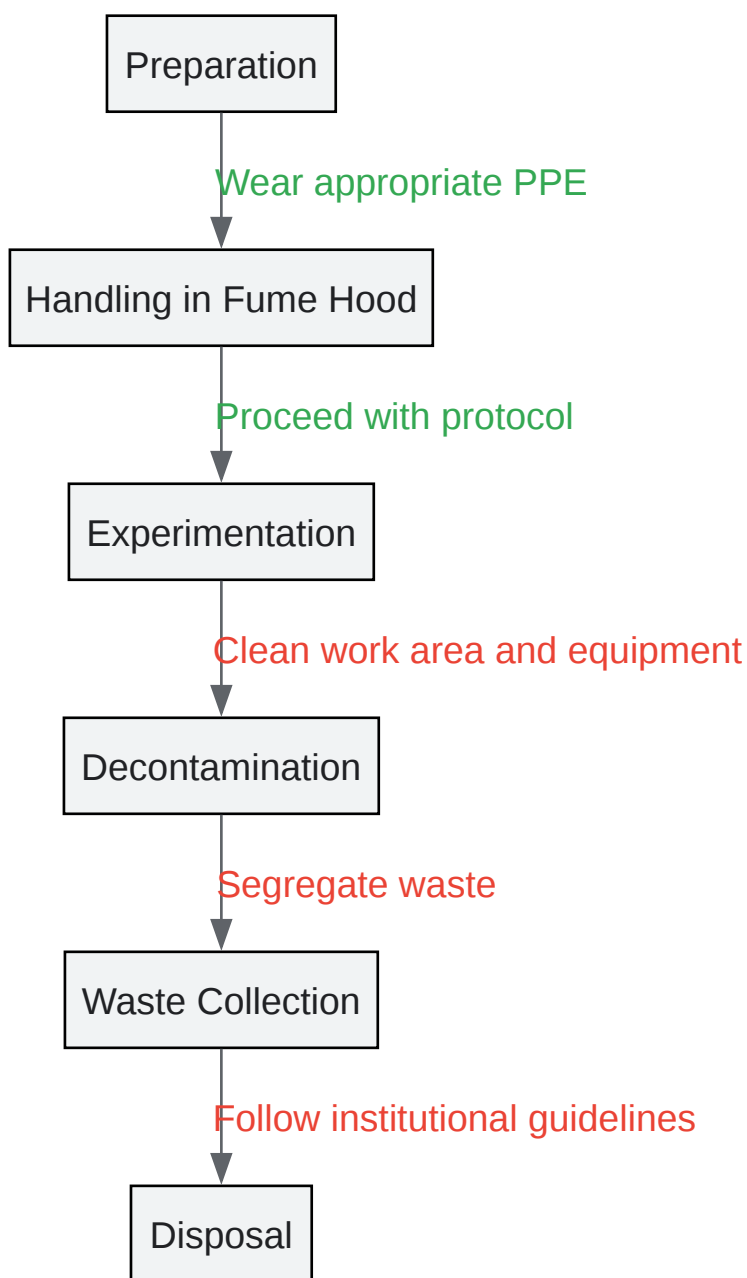 Preparation
Wear appropriate PPE
Handling in Fume Hood
Proceed with protocol
Experimentation
Clean work area and equipment
Decontamination
Segregate waste
Waste Collection
Follow institutional guidelines
Disposal